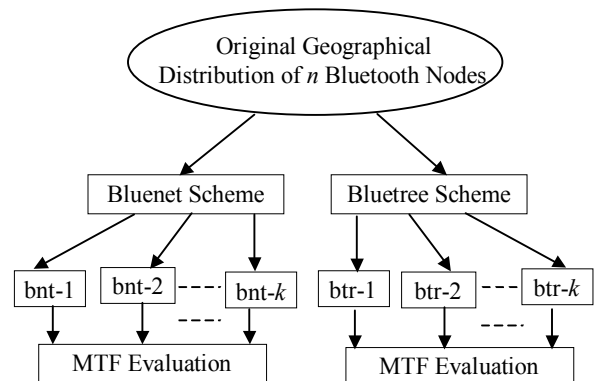 Original Geographical
Distribution of n Bluetooth Nodes
Bluenet Scheme
Bluetree Scheme
bnt-1
bnt-2
bnt-k
btr-1
btr-2
btr-k
MTF Evaluation
MTF Evaluation